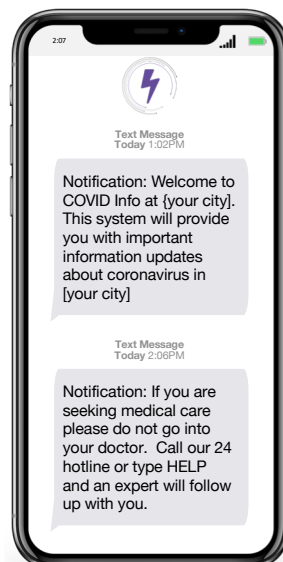 2:07
Text Message
Today 1:02PM
Notification: Welcome to
COVID Info at {your city].
This system will provide
you with important
information updates
about coronavirus in
[your city]
Text Message
Today 2:06PM
Notification: If you are
seeking medical care
please do not go into
your doctor.  Call our 24
hotline or type HELP
and an expert will follow
up with you.